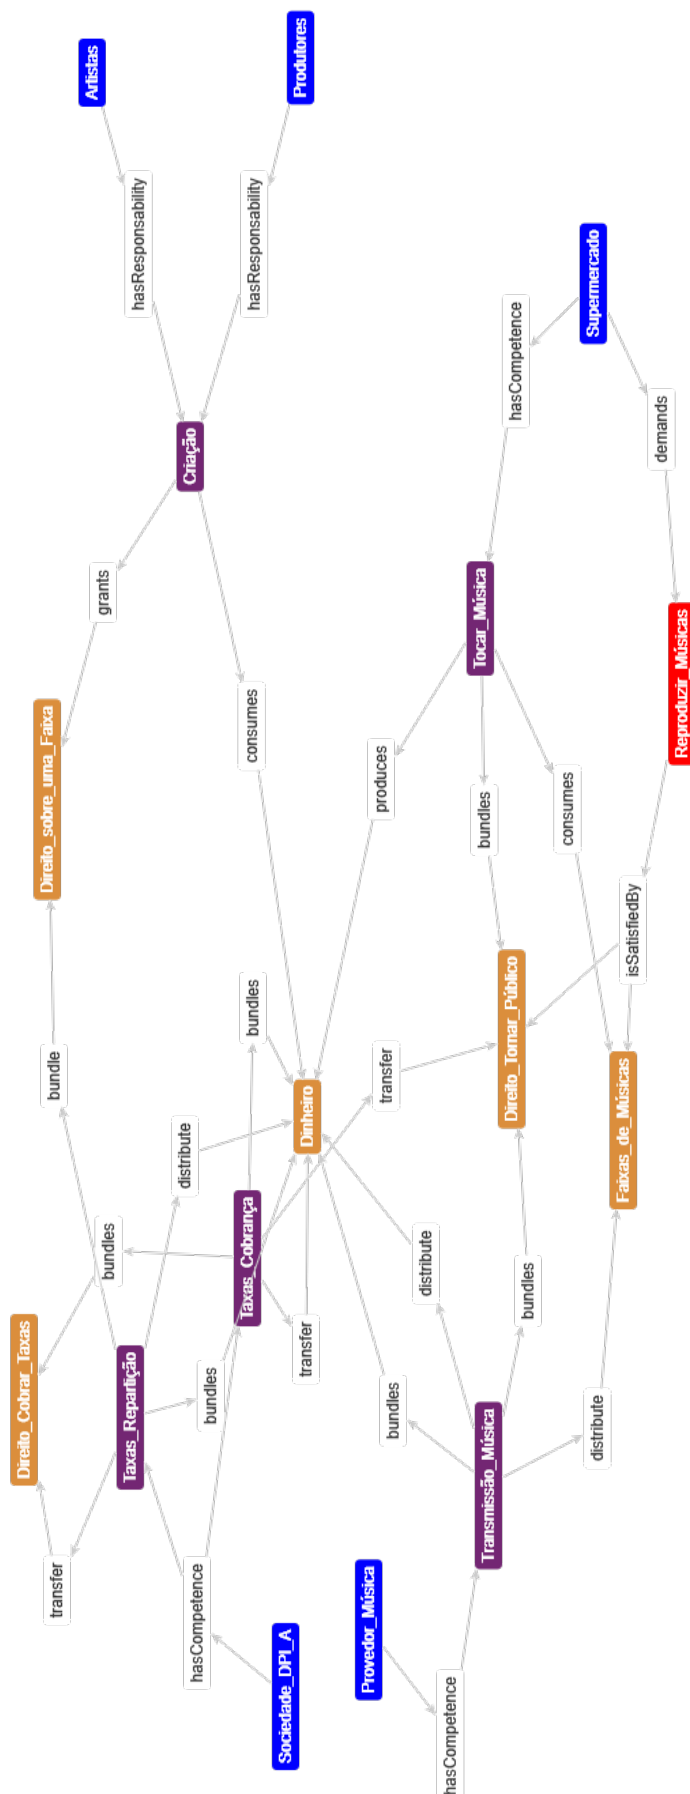 Artistas
Produtores
hasResponsability
hasResponsability
Supermercado
hasCompetence
demands
Criação
grants
Tocar_Música
Reproduzir_Músicas
Direito_sobre_uma_Faixa
consumes
produces
bundles
consumes
isSatisfiedBy
bundles
bundle
transfer
Direito_Tornar_Público
Dinheiro
Faixas_de_Músicas
distribute
bundles
Taxas_Cobrança
distribute
bundles
Direito_Cobrar_Taxas
Taxas_Repartição
transfer
bundles
bundles
distribute
Transmissão_Música
transfer
hasCompetence
Provedor_Música
Sociedade_DPI_A
hasCompetence